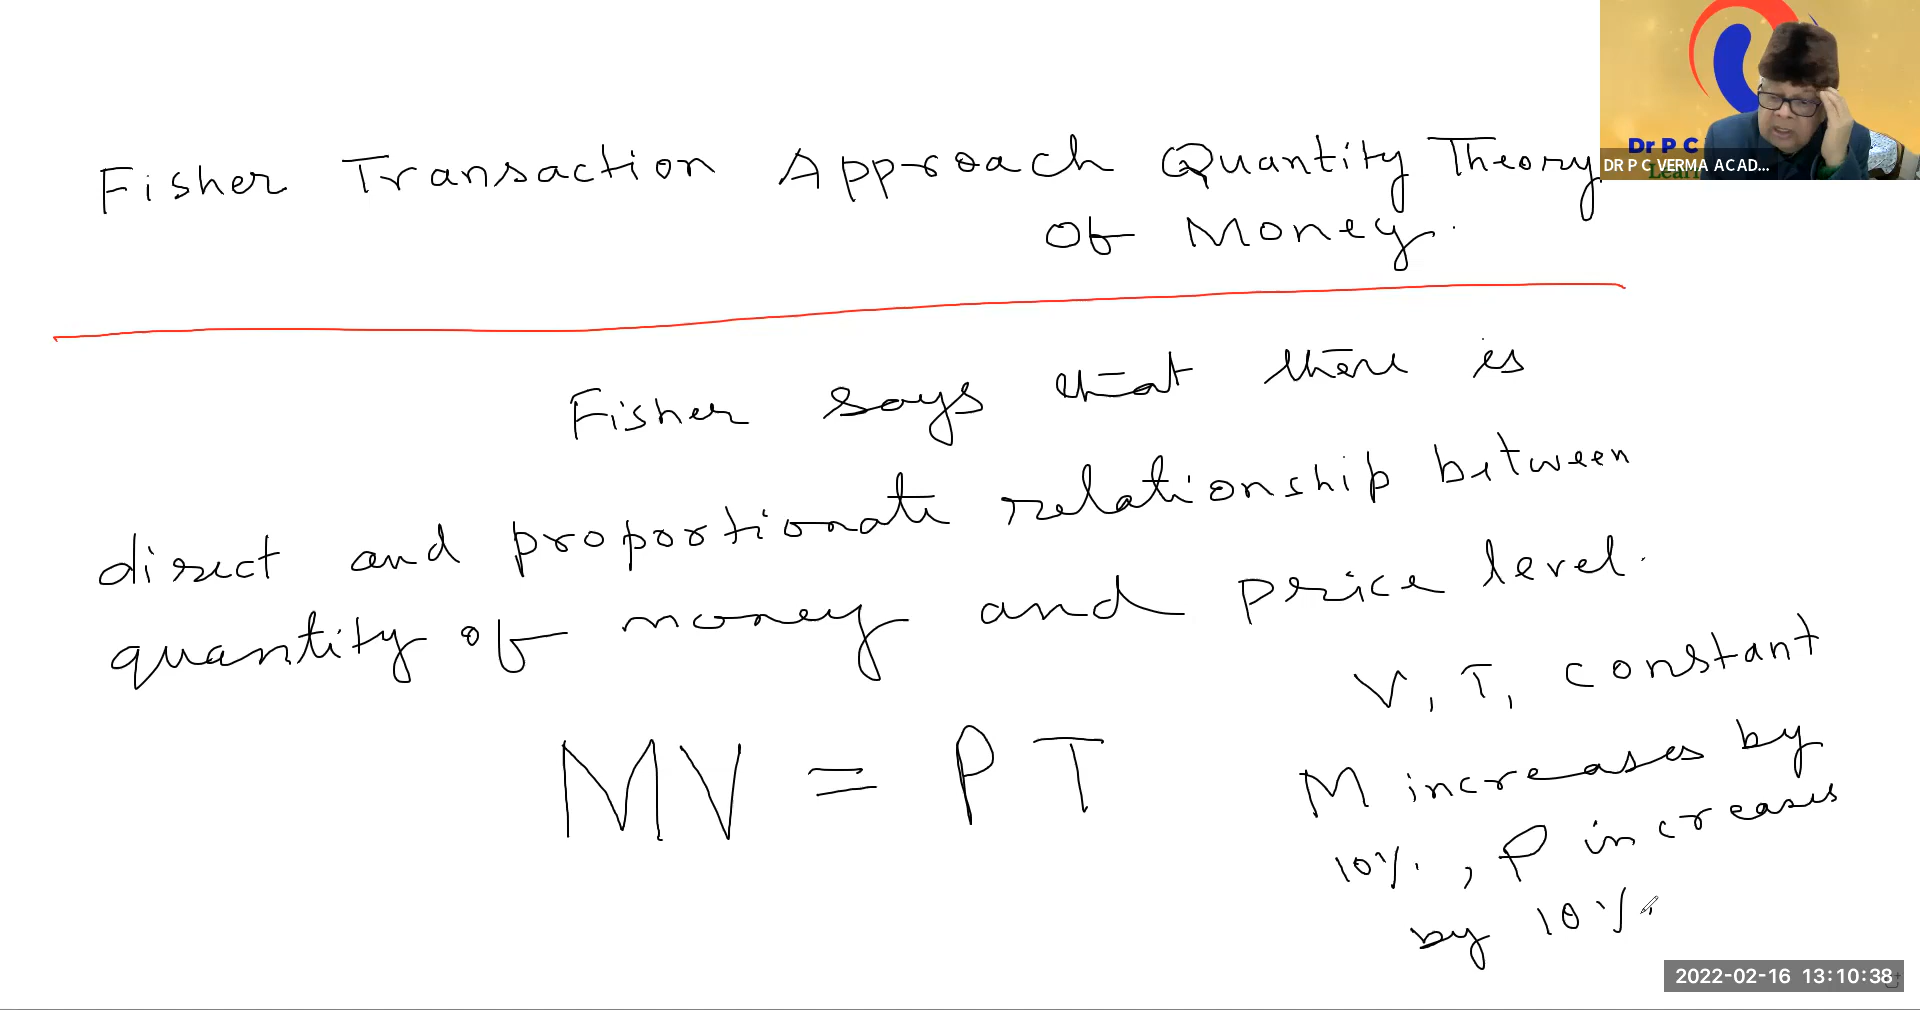 Fisher Transaction Approach Quantity Theory
of Money.
Fisher says that there is
direct and proportionate relationship between
quantity of money and price level.
MV = PT
V, T, constant
M increases by
10%, P increases
by 10%
Dr P C
DR P C VERMA ACAD...
Lear
2022-02-16 13:10:38